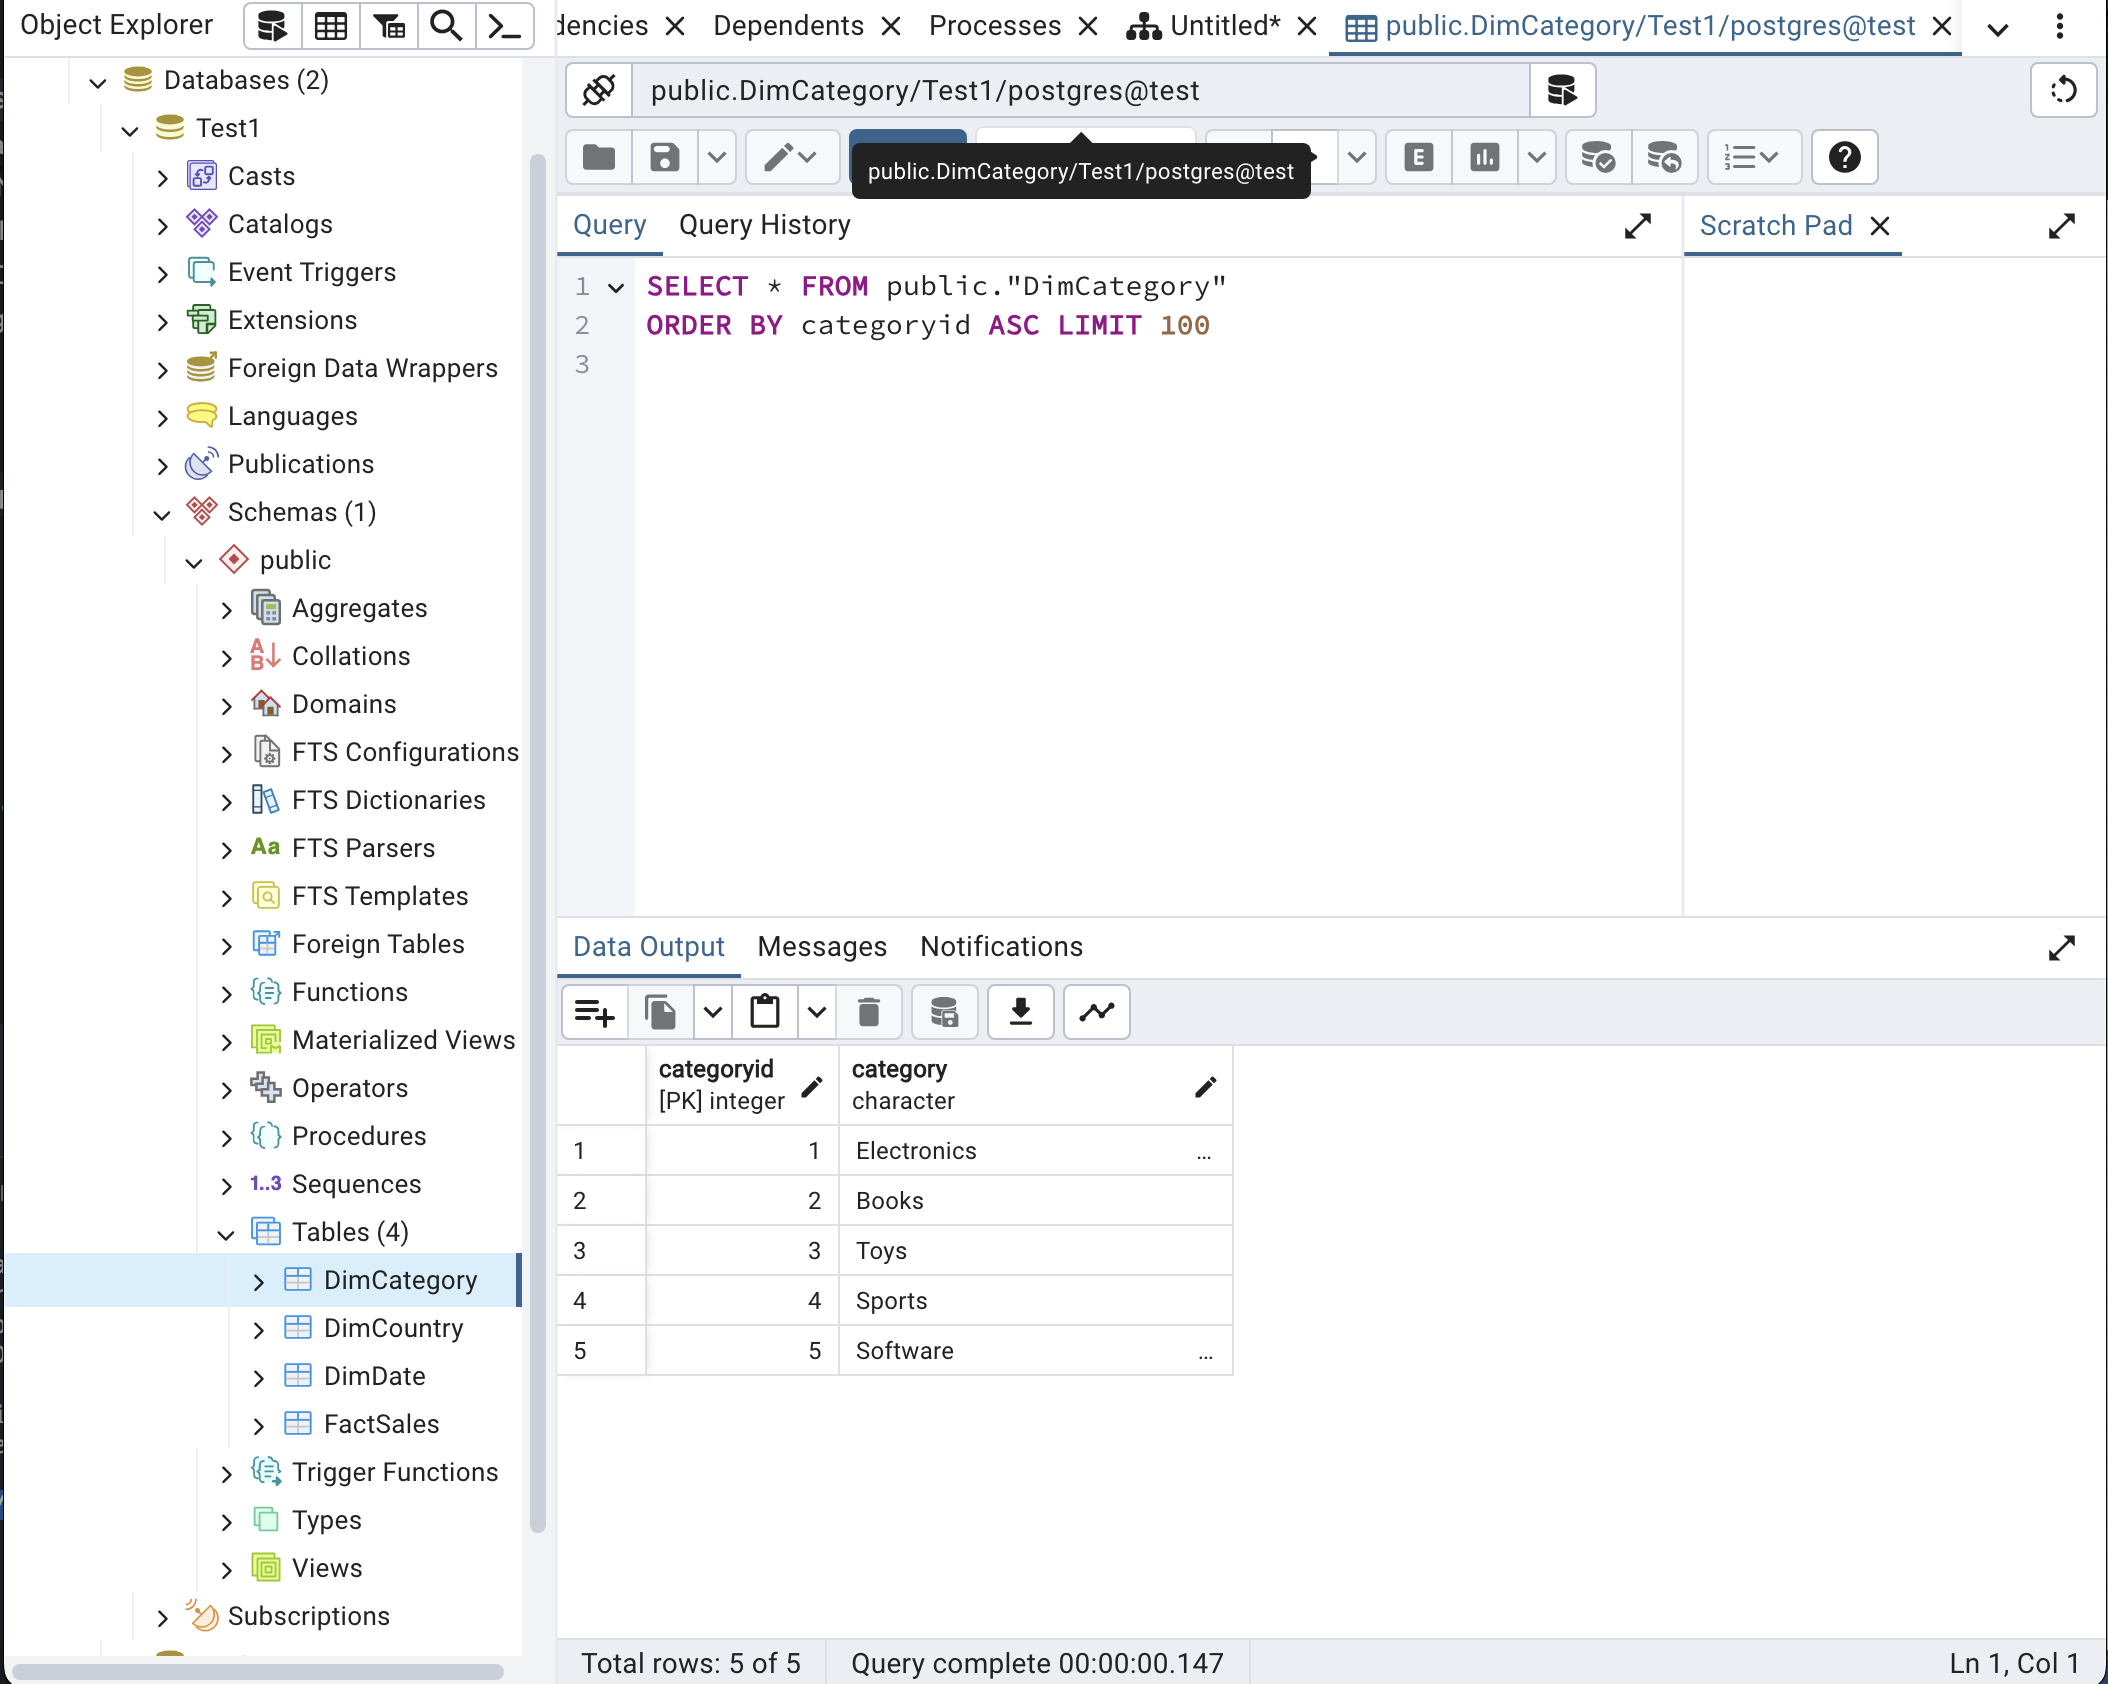 Object Explorer
dencies
Dependents
Processes
Untitled*
public.DimCategory/Test1/postgres@test
Databases (2)
Test1
Casts
Catalogs
Event Triggers
Extensions
Foreign Data Wrappers
Languages
Publications
Schemas (1)
public
Aggregates
Collations
Domains
FTS Configurations
FTS Dictionaries
Aa FTS Parsers
FTS Templates
Foreign Tables
Functions
Materialized Views
Operators
Procedures
1..3 Sequences
Tables (4)
DimCategory
DimCountry
DimDate
FactSales
Trigger Functions
Types
Views
Subscriptions
public.DimCategory/Test1/postgres@test
E
public.DimCategory/Test1/postgres@test
Query
Query History
Scratch Pad
1 SELECT * FROM public."DimCategory"
2 ORDER BY categoryid ASC LIMIT 100
3
Data Output
Messages
Notifications
categoryid
[PK] integer
category
character
1 1 Electronics ...
2 2 Books
3 3 Toys
4 4 Sports
5 5 Software ...
Total rows: 5 of 5
Query complete 00:00:00.147
Ln 1, Col 1